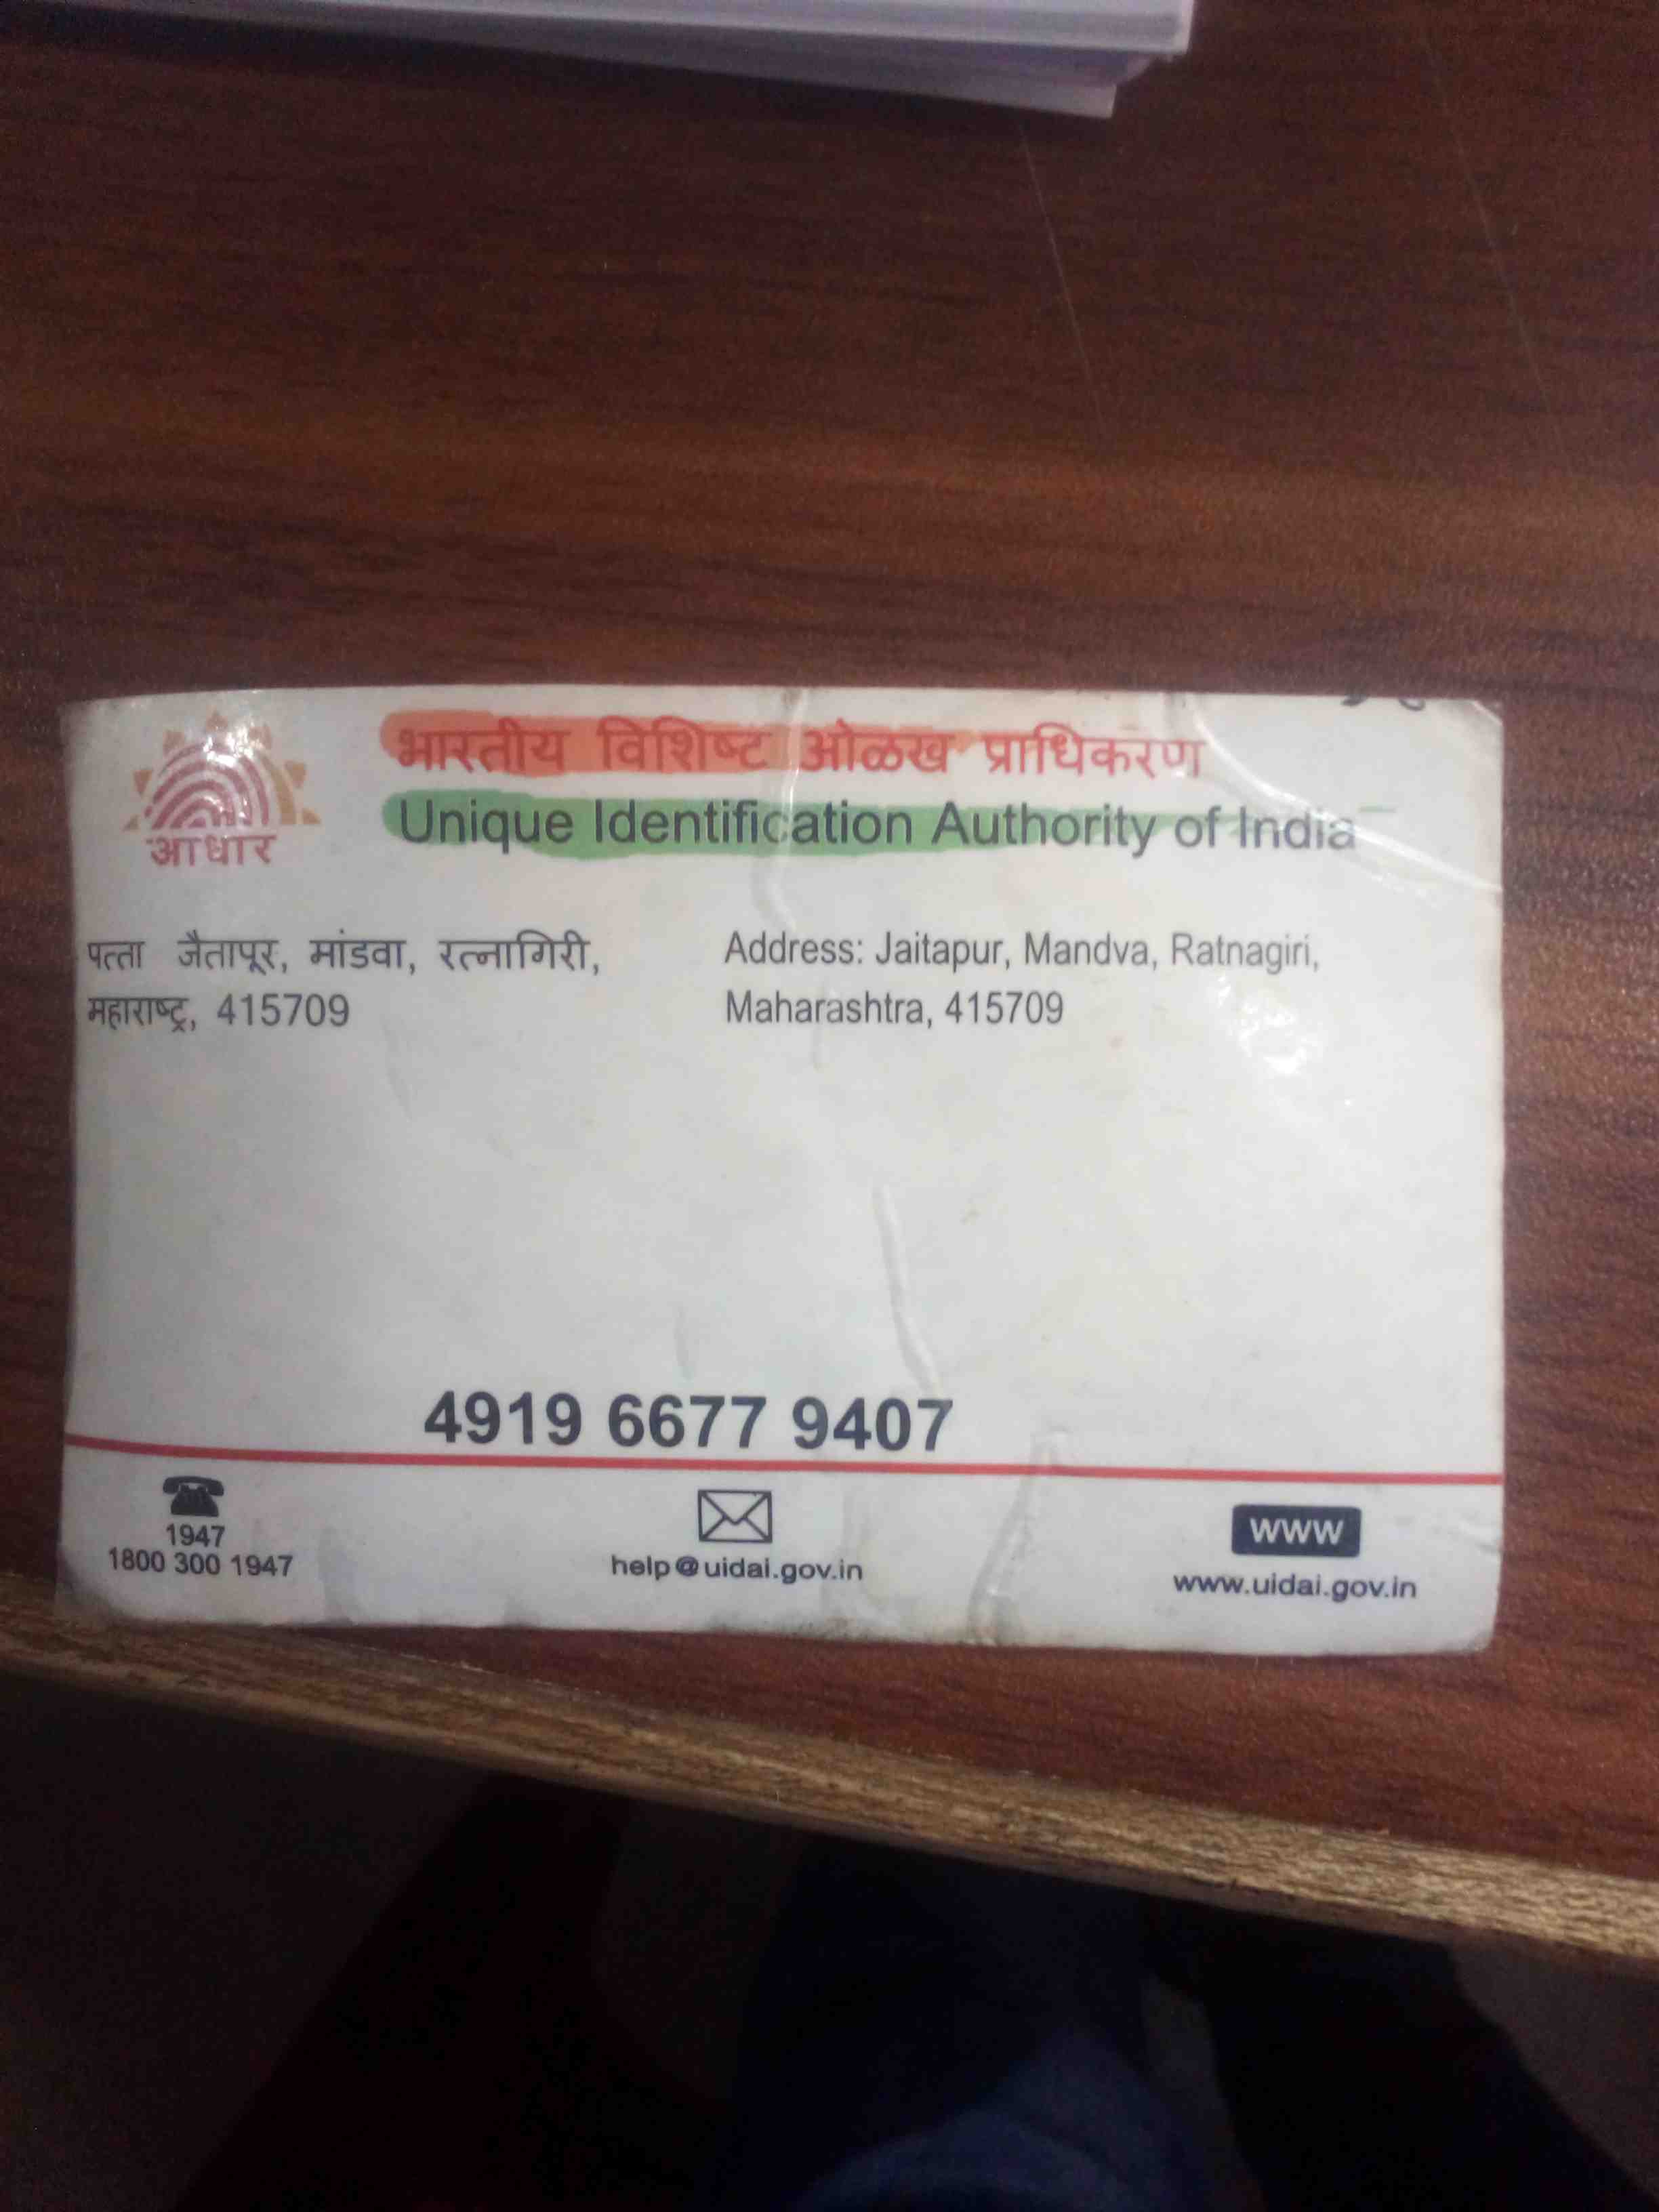 भारतीय विशिष्ट ओळख प्राधिकरण
Unique Identification Authority of India
आधार
पत्ता जैतापूर, मांडवा, रत्नागिरी,
महाराष्ट्र, 415709
Address: Jaitapur, Mandva, Ratnagiri,
Maharashtra, 415709
4919 6677 9407
1947
1800 300 1947
help@uidai.gov.in
www
www.uidai.gov.in